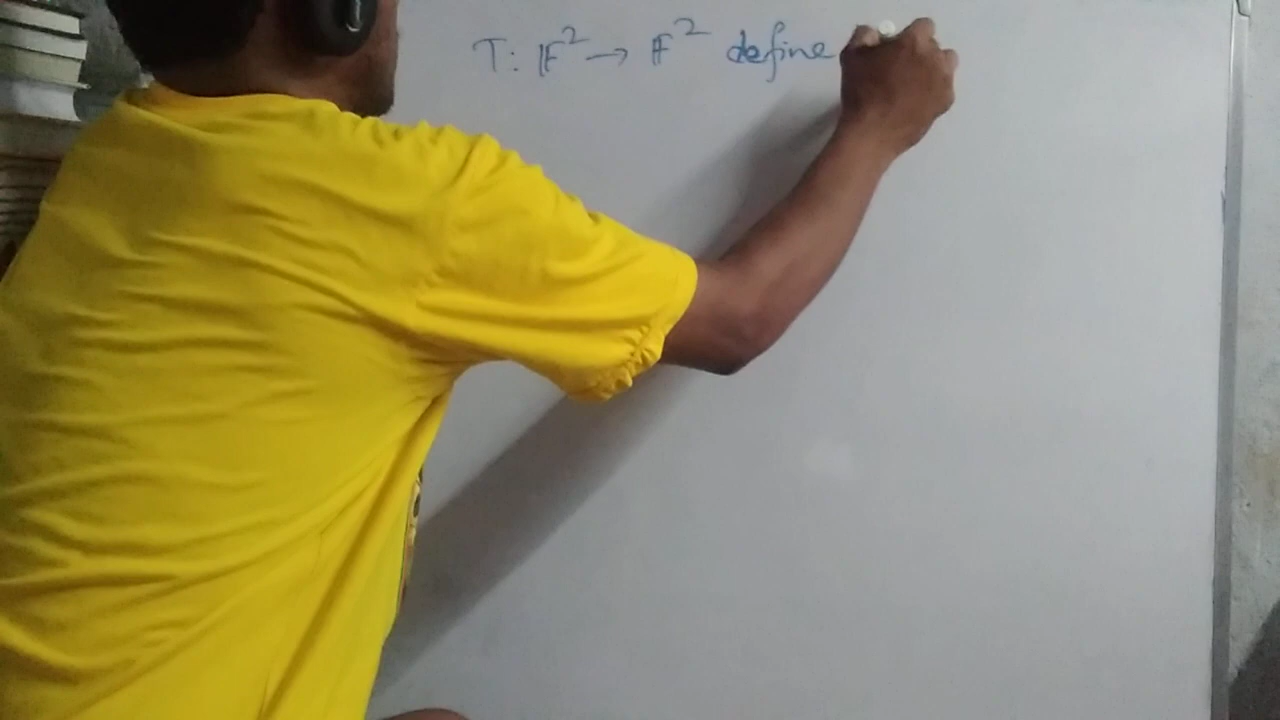 T: 𝔽² → 𝔽² define